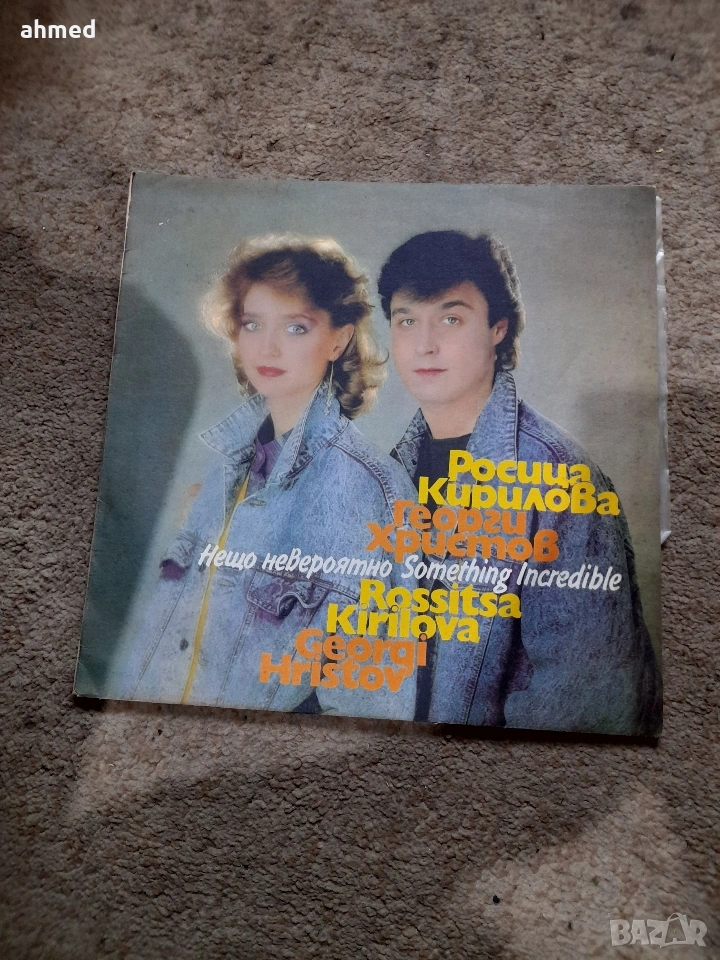 ahmed
Росица
Кирилова
Георги
Христов
Нещо невероятно Something Incredible
Rossitsa
Kirilova
Georgi
Hristov
BAZAR